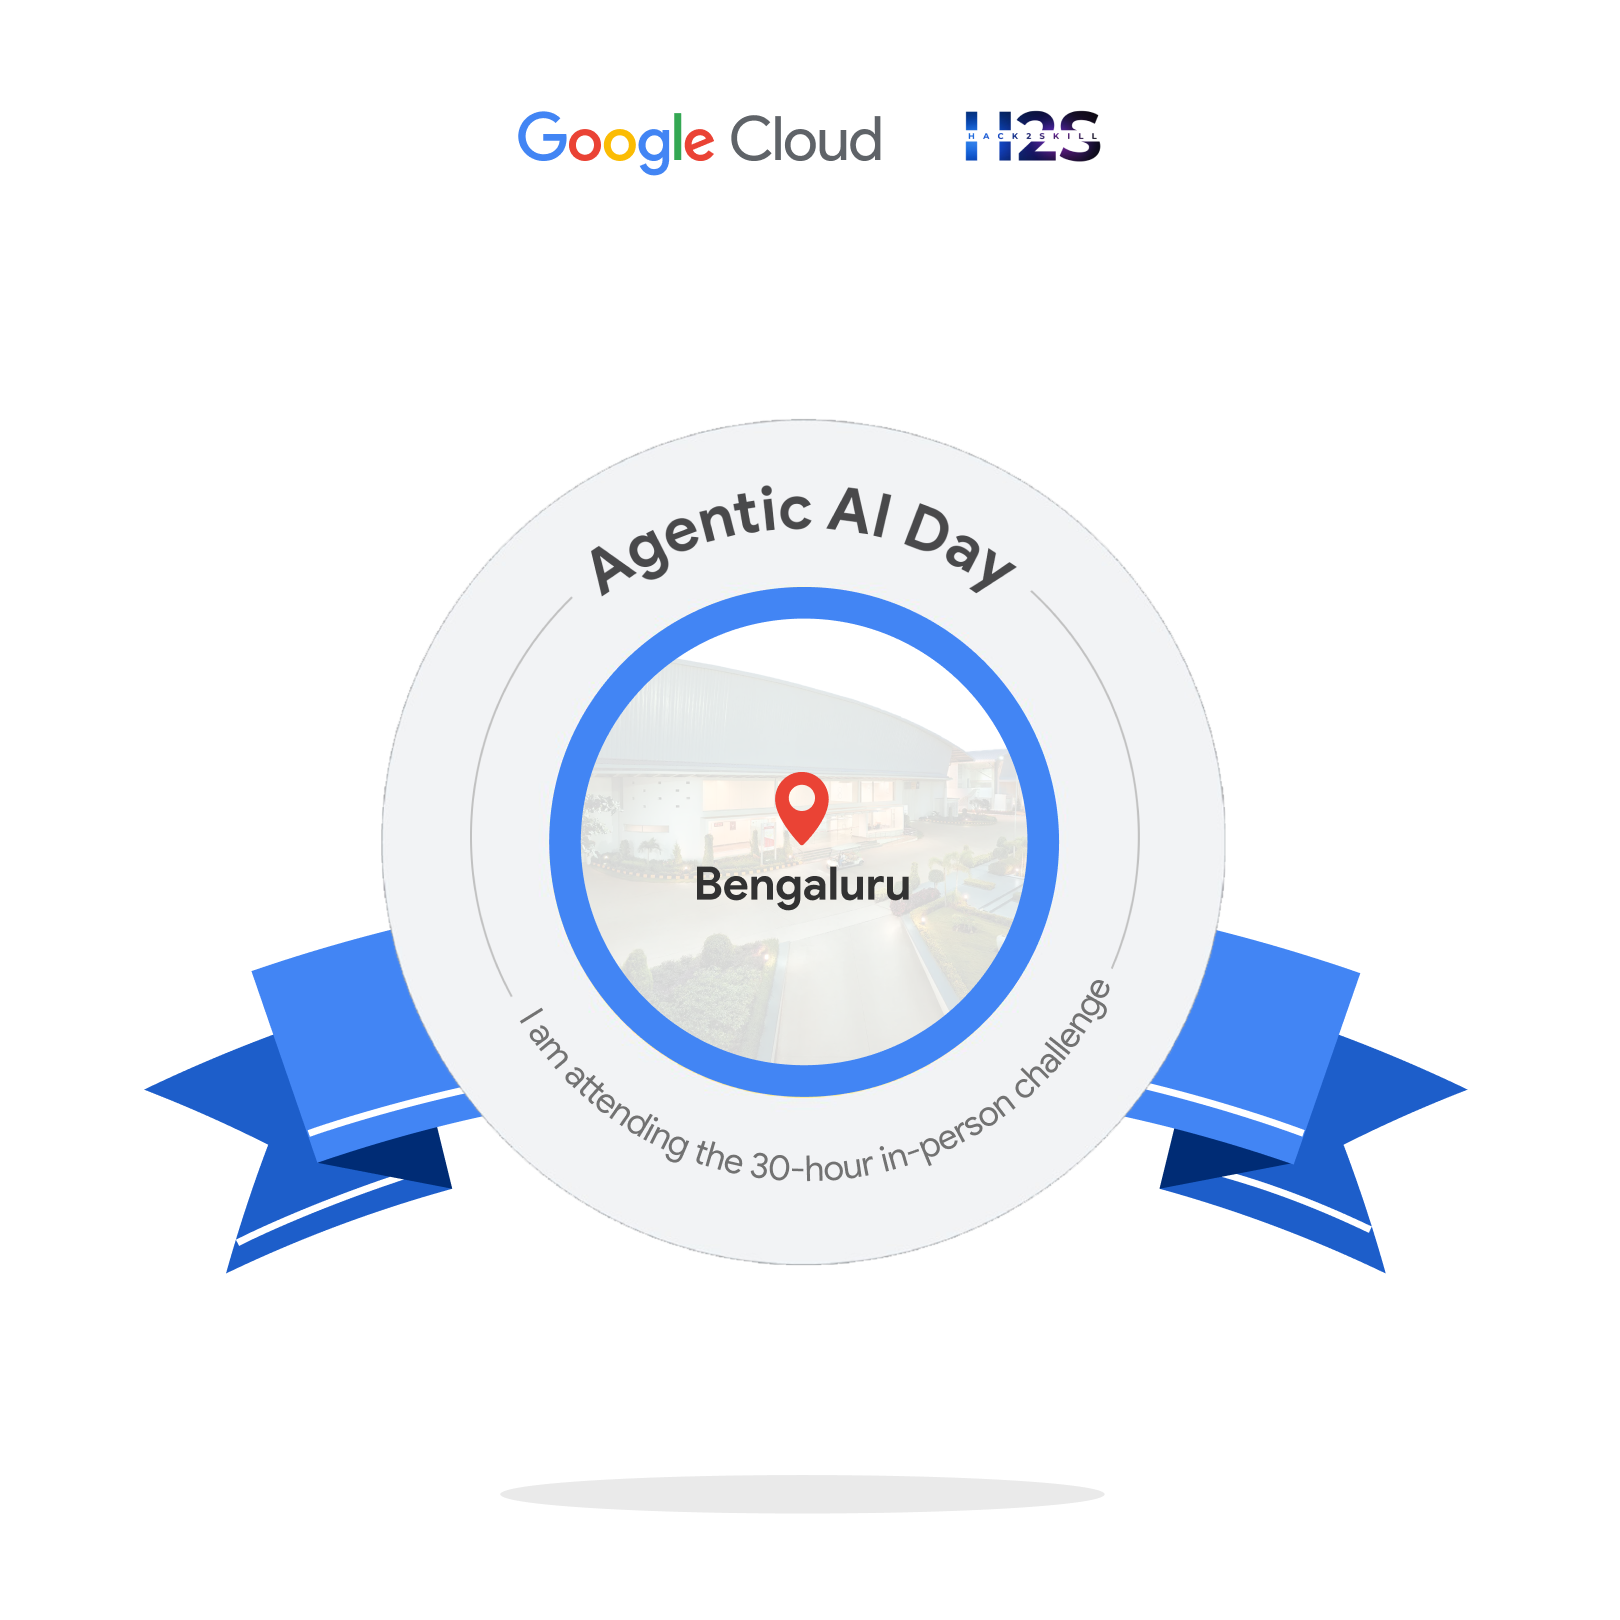 Google Cloud
H2S
HACK2SKILL
Agentic AI Day
Bengaluru
I am attending the 30-hour in-person challenge